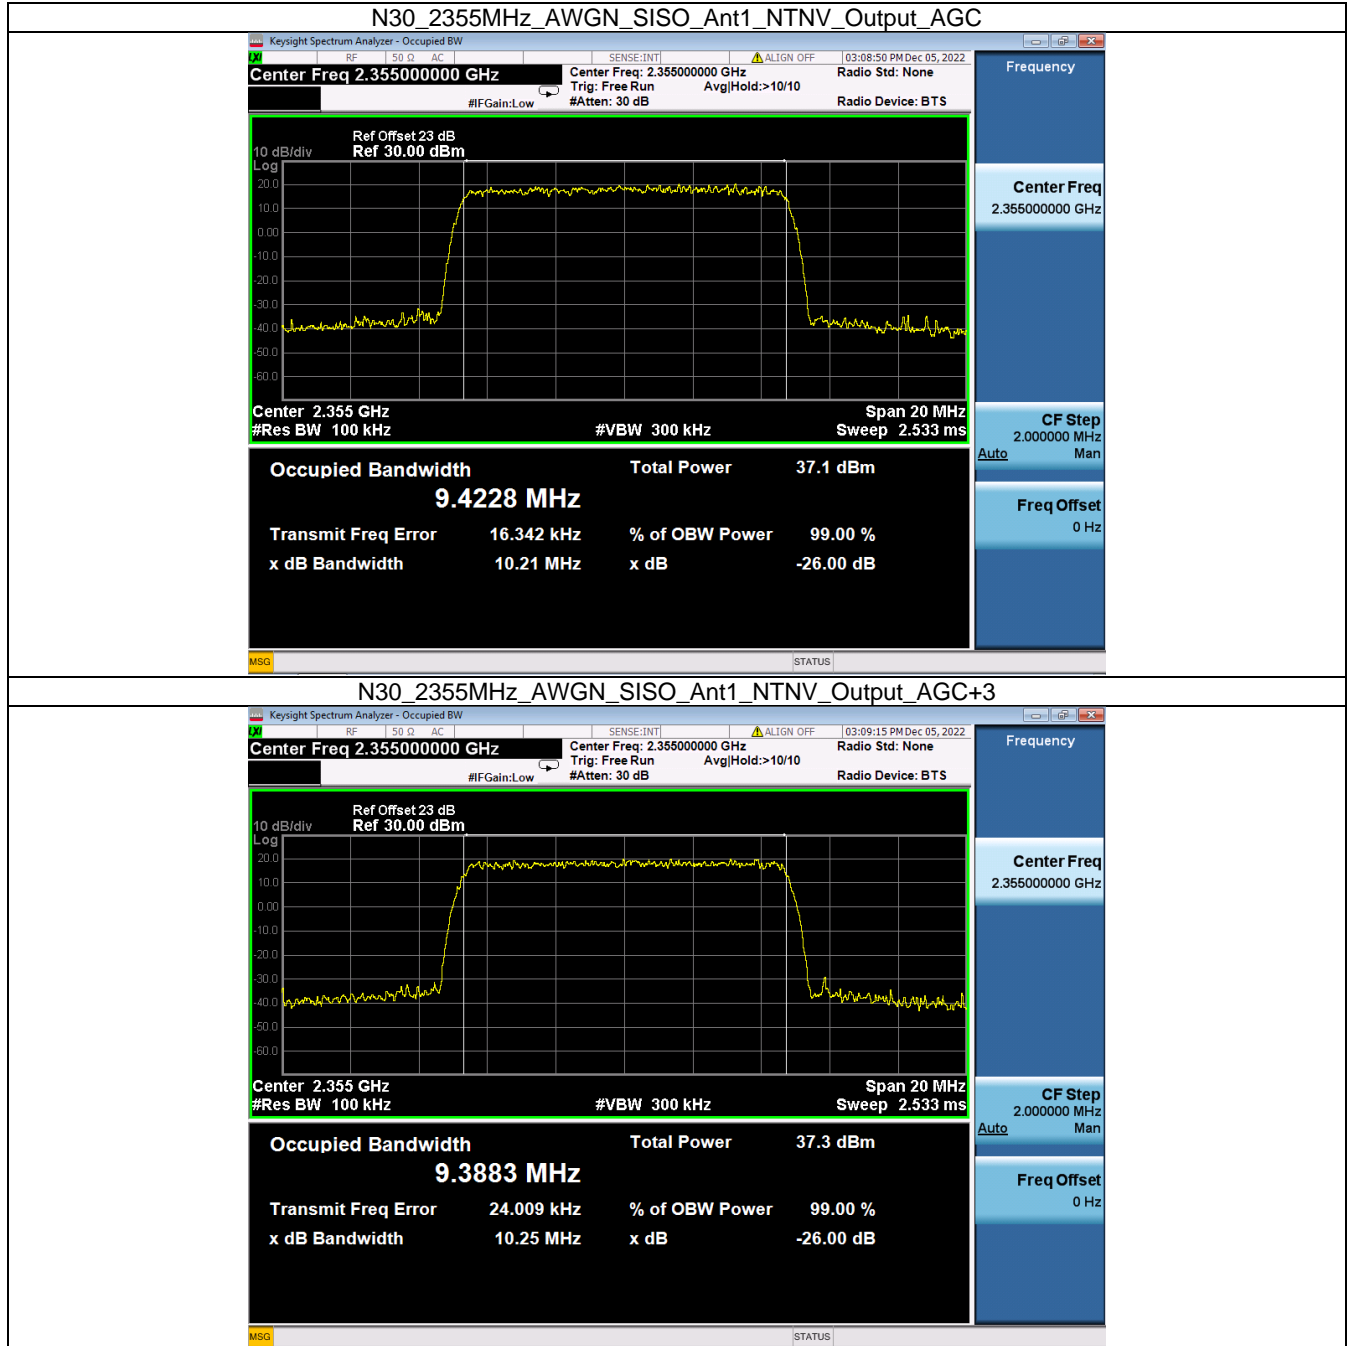 N30_2355MHz_AWGN_SISO_Ant1_NTNV_Output_AGC
Keysight Spectrum Analyzer - Occupied BW
LXI RF 50 Ω AC SENSE:INT ALIGN OFF 03:08:50 PM Dec 05, 2022
Center Freq 2.355000000 GHz
Center Freq: 2.355000000 GHz
Radio Std: None
Trig: Free Run Avg|Hold:>10/10
#IFGain:Low #Atten: 30 dB
Radio Device: BTS
Frequency
Ref Offset 23 dB
10 dB/div Ref 30.00 dBm
Log
20.0
10.0
0.00
-10.0
-20.0
-30.0
-40.0
-50.0
-60.0
Center 2.355 GHz Span 20 MHz
#Res BW 100 kHz #VBW 300 kHz Sweep 2.533 ms
Center Freq
2.355000000 GHz
CF Step
2.000000 MHz
Auto Man
Freq Offset
0 Hz
Occupied Bandwidth Total Power 37.1 dBm
9.4228 MHz
Transmit Freq Error 16.342 kHz % of OBW Power 99.00 %
x dB Bandwidth 10.21 MHz x dB -26.00 dB
MSG STATUS
N30_2355MHz_AWGN_SISO_Ant1_NTNV_Output_AGC+3
Keysight Spectrum Analyzer - Occupied BW
LXI RF 50 Ω AC SENSE:INT ALIGN OFF 03:09:15 PM Dec 05, 2022
Center Freq 2.355000000 GHz
Center Freq: 2.355000000 GHz
Radio Std: None
Trig: Free Run Avg|Hold:>10/10
#IFGain:Low #Atten: 30 dB
Radio Device: BTS
Frequency
Ref Offset 23 dB
10 dB/div Ref 30.00 dBm
Log
20.0
10.0
0.00
-10.0
-20.0
-30.0
-40.0
-50.0
-60.0
Center 2.355 GHz Span 20 MHz
#Res BW 100 kHz #VBW 300 kHz Sweep 2.533 ms
Center Freq
2.355000000 GHz
CF Step
2.000000 MHz
Auto Man
Freq Offset
0 Hz
Occupied Bandwidth Total Power 37.3 dBm
9.3883 MHz
Transmit Freq Error 24.009 kHz % of OBW Power 99.00 %
x dB Bandwidth 10.25 MHz x dB -26.00 dB
MSG STATUS